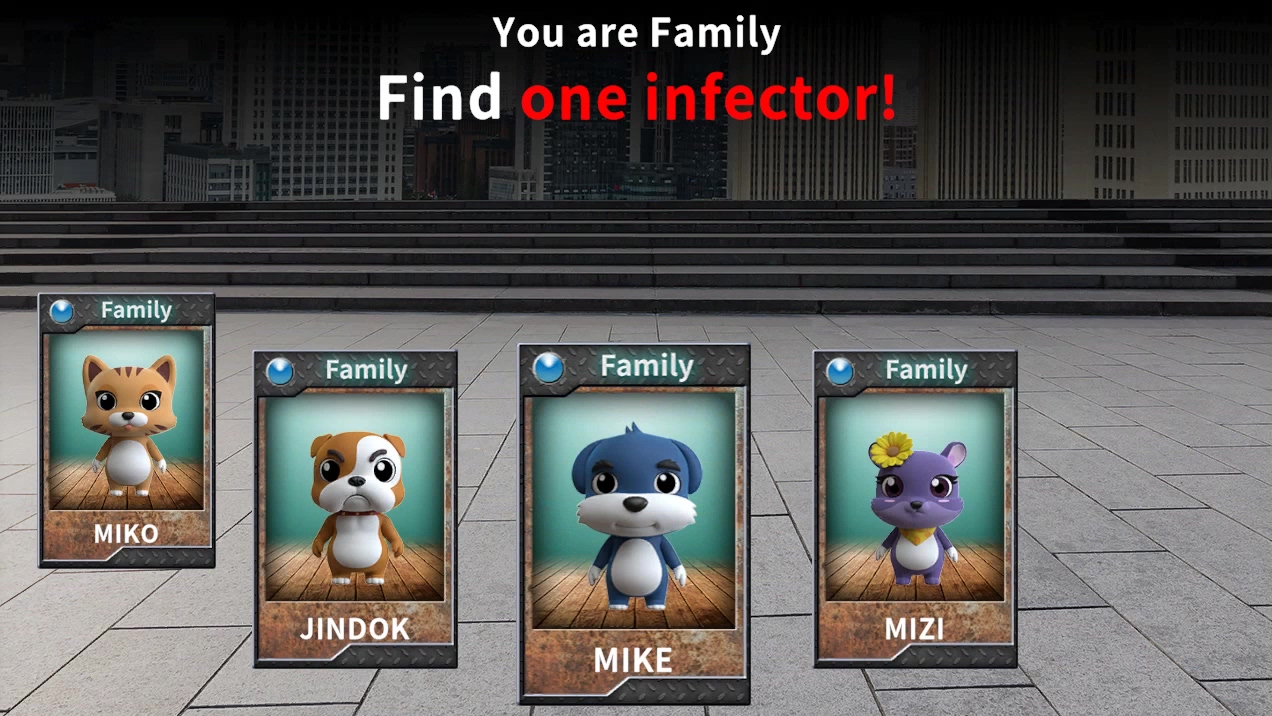 You are Family
Find one infector!
Family
MIKO
Family
JINDOK
Family
MIKE
Family
MIZI